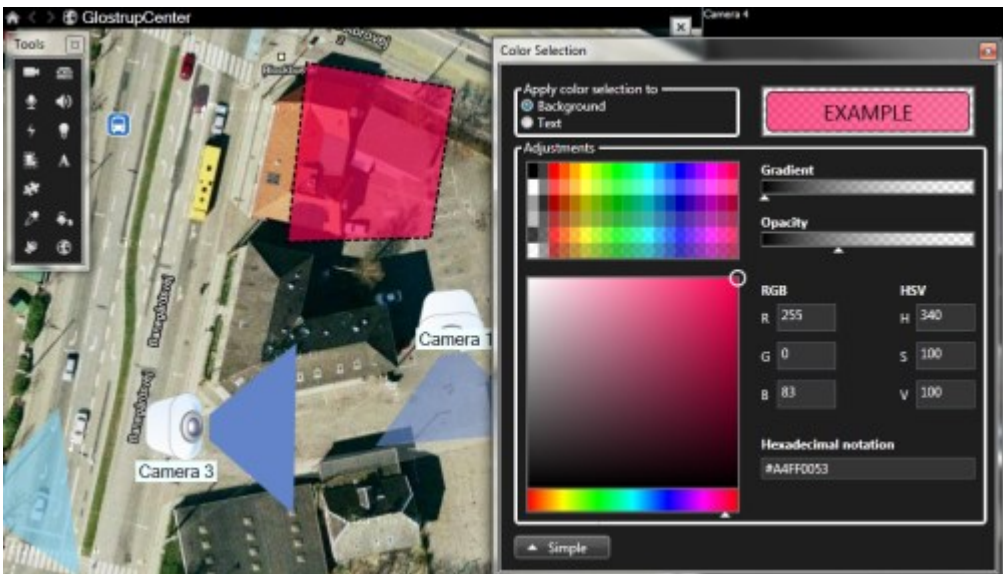 GlostrupCenter
Camera 4
Tools
A
Camera 1
Camera 3
Color Selection
Apply color selection to
Background
Text
EXAMPLE
Adjustments
Gradient
Opacity
RGB
HSV
R 255
H 340
G 0
S 100
B 83
V 100
Hexadecimal notation
#A4FF0053
Simple